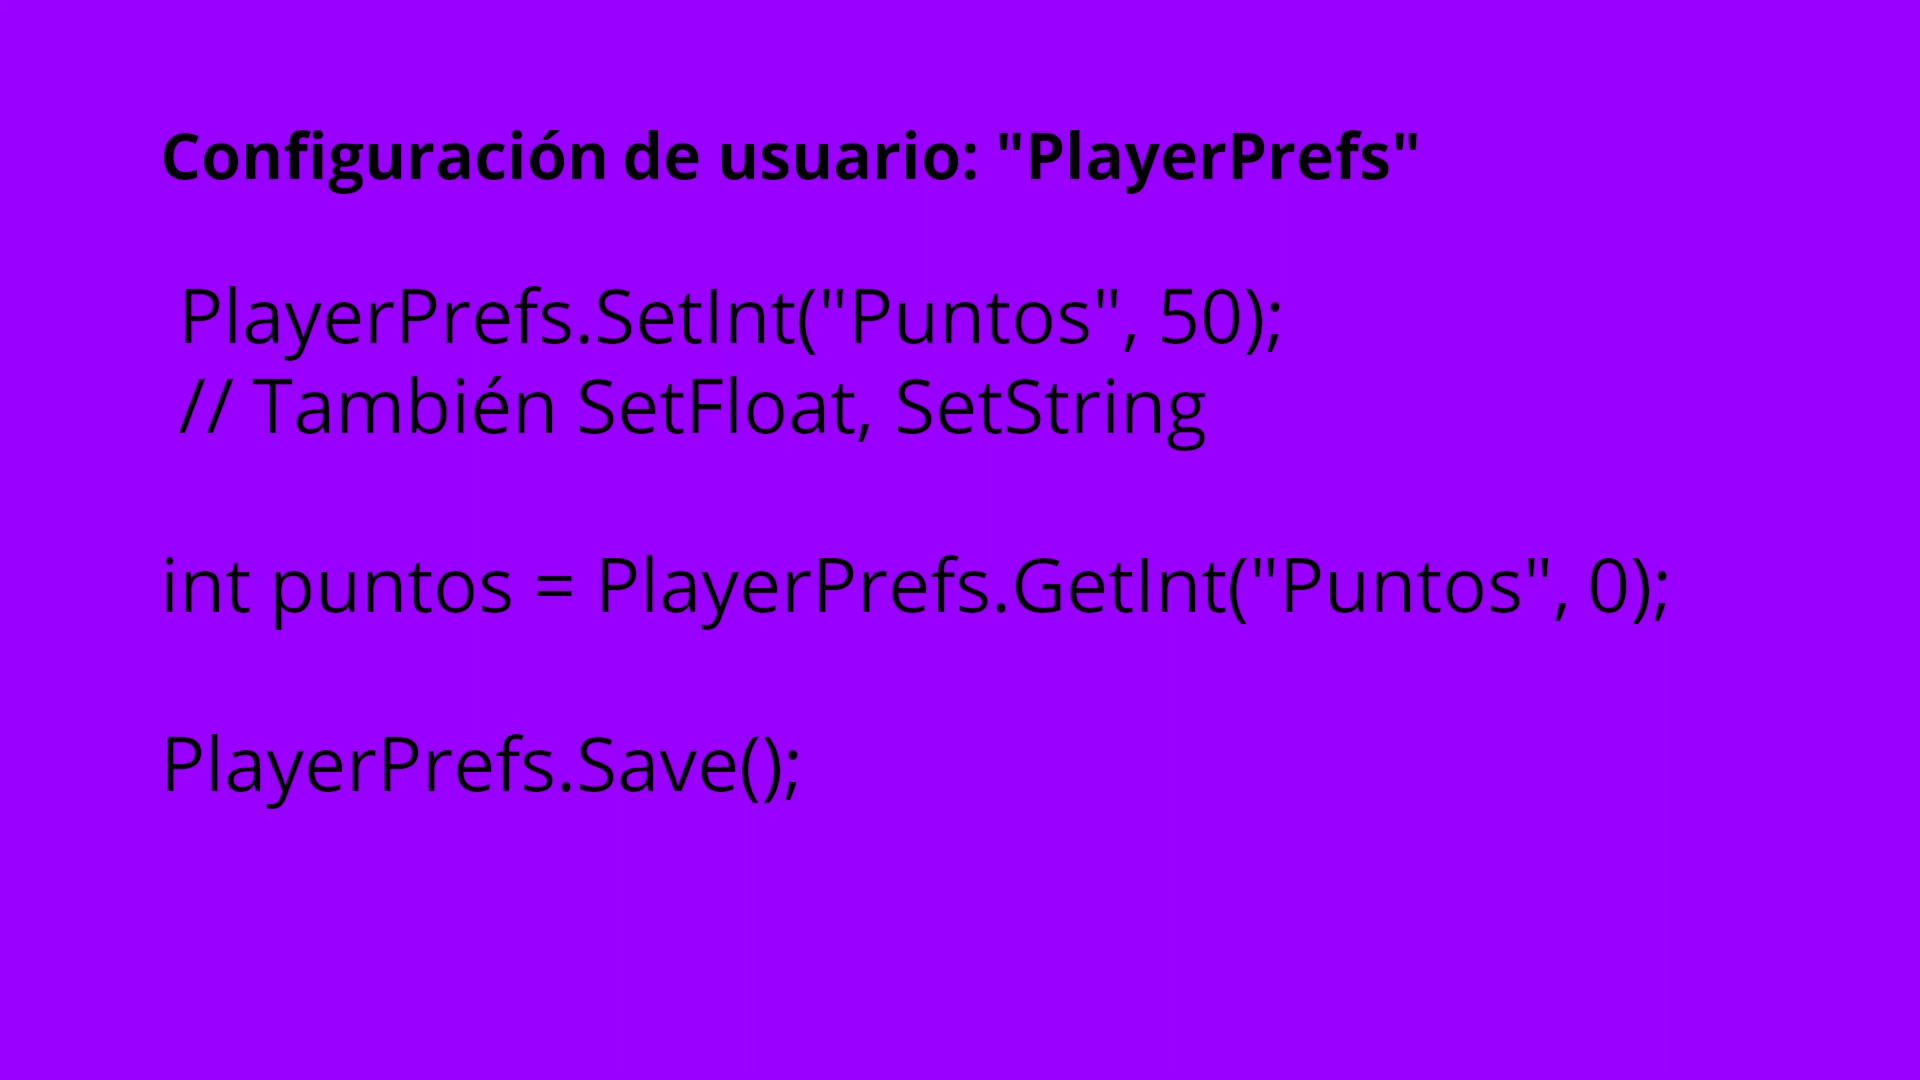 Configuración de usuario: "PlayerPrefs"
PlayerPrefs.SetInt("Puntos", 50);
// También SetFloat, SetString
int puntos = PlayerPrefs.GetInt("Puntos", 0);
PlayerPrefs.Save();